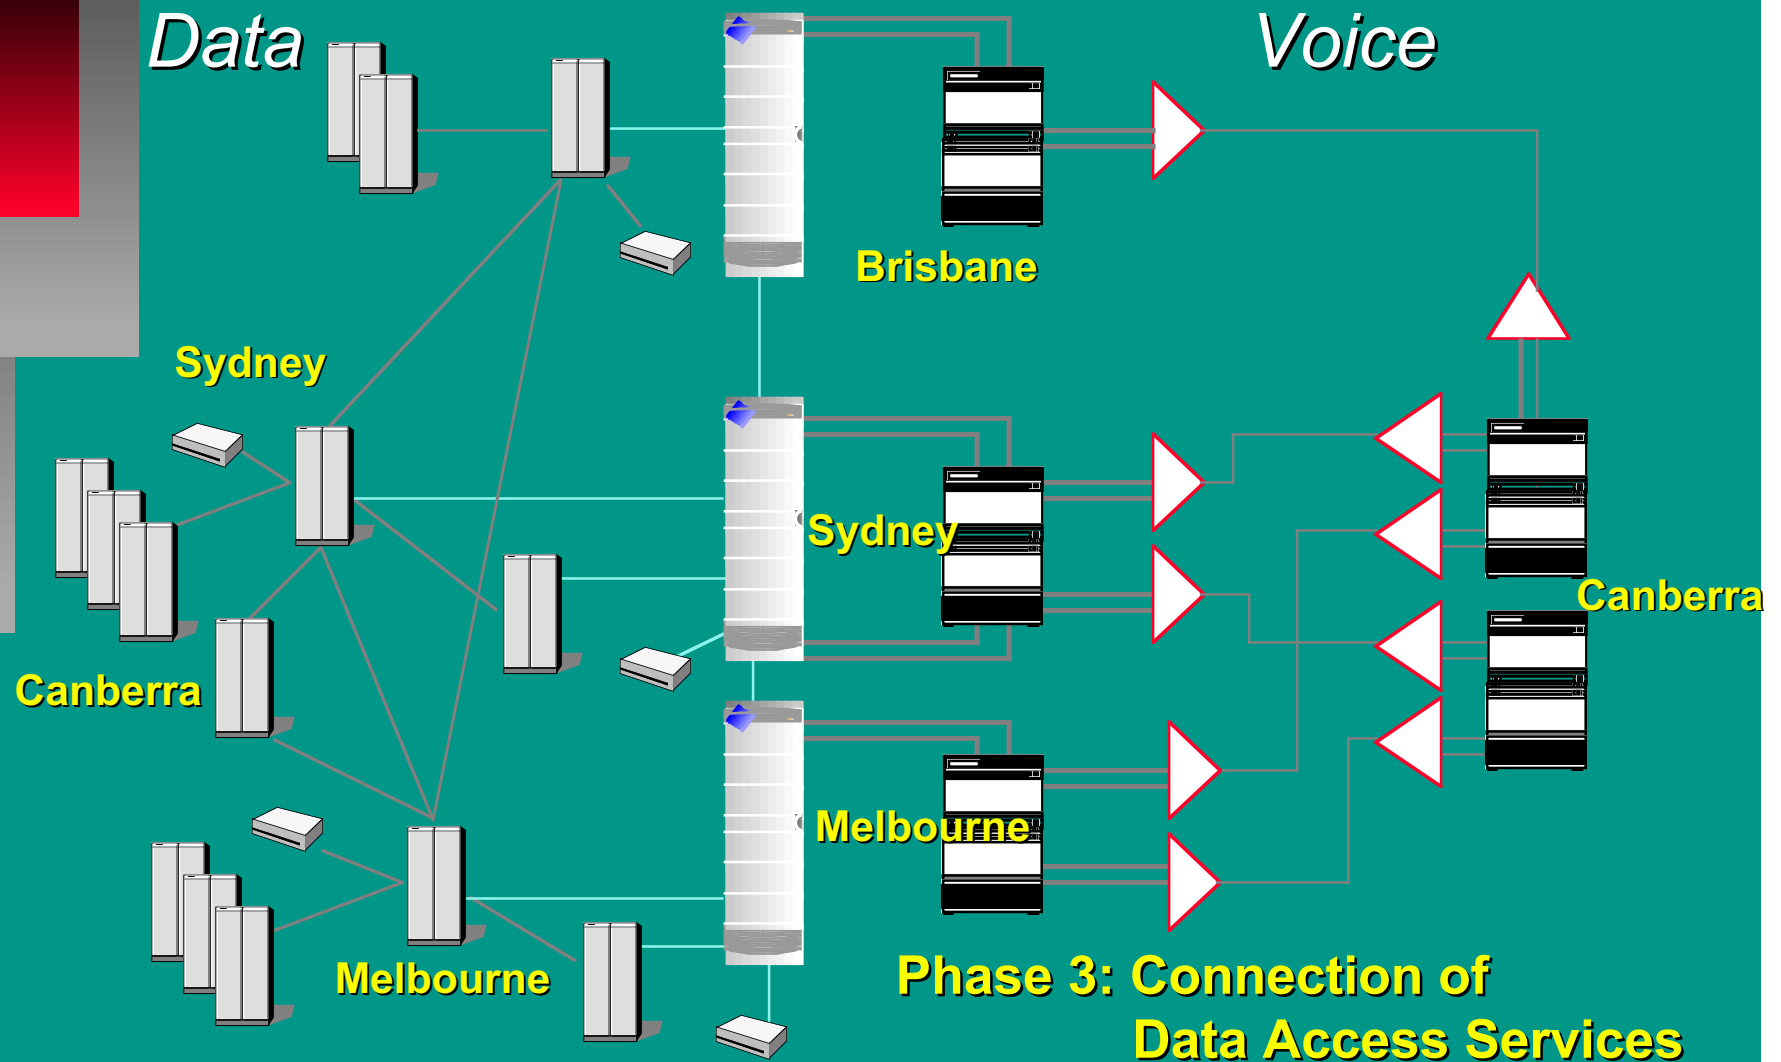 Data
Voice
Brisbane
Sydney
Sydney
Canberra
Canberra
Melbourne
Melbourne
Phase 3: Connection of
Data Access Services